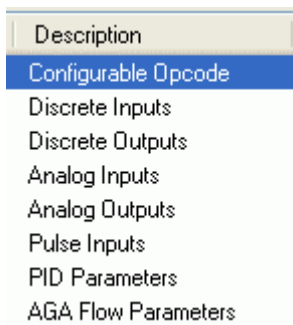 Description
Configurable Opcode
Discrete Inputs
Discrete Outputs
Analog Inputs
Analog Outputs
Pulse Inputs
PID Parameters
AGA Flow Parameters